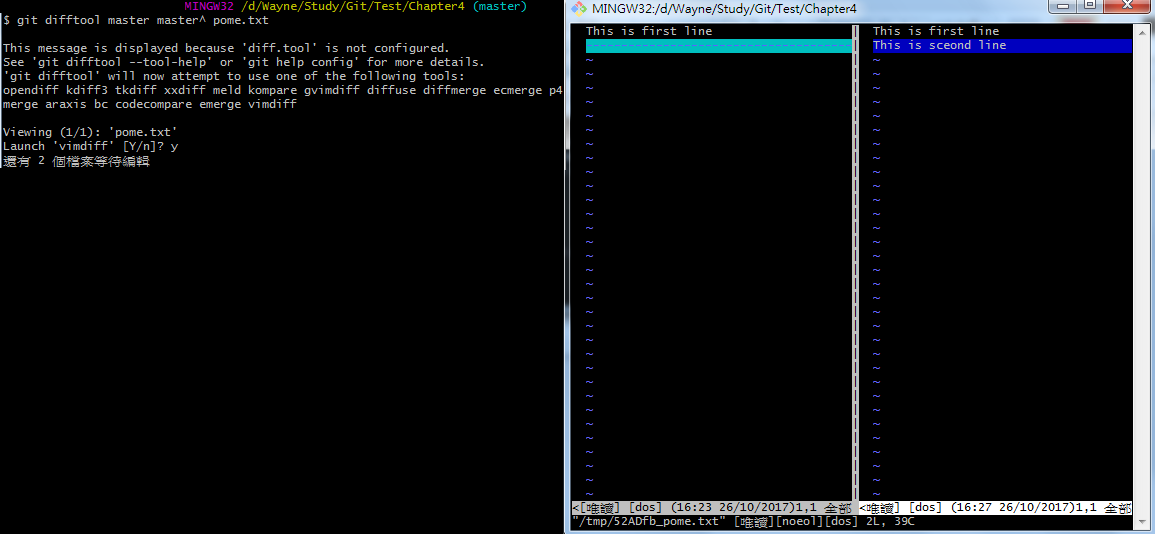 MINGW32 /d/Wayne/Study/Git/Test/Chapter4 (master)
$ git difftool master master^ pome.txt
This message is displayed because 'diff.tool' is not configured.
See 'git difftool --tool-help' or 'git help config' for more details.
'git difftool' will now attempt to use one of the following tools:
opendiff kdiff3 tkdiff xxdiff meld kompare gvimdiff diffuse diffmerge ecmerge p4
merge araxis bc codecompare emerge vimdiff
Viewing (1/1): 'pome.txt'
Launch 'vimdiff' [Y/n]? y
還有 2 個檔案等待編輯
MINGW32:/d/Wayne/Study/Git/Test/Chapter4
This is first line
This is first line
This is sceond line
<[唯讀] [dos] (16:23 26/10/2017)1,1 全部
<[唯讀] [dos] (16:27 26/10/2017)1,1 全部
"/tmp/52ADfb_pome.txt" [唯讀][noeol][dos] 2L, 39C